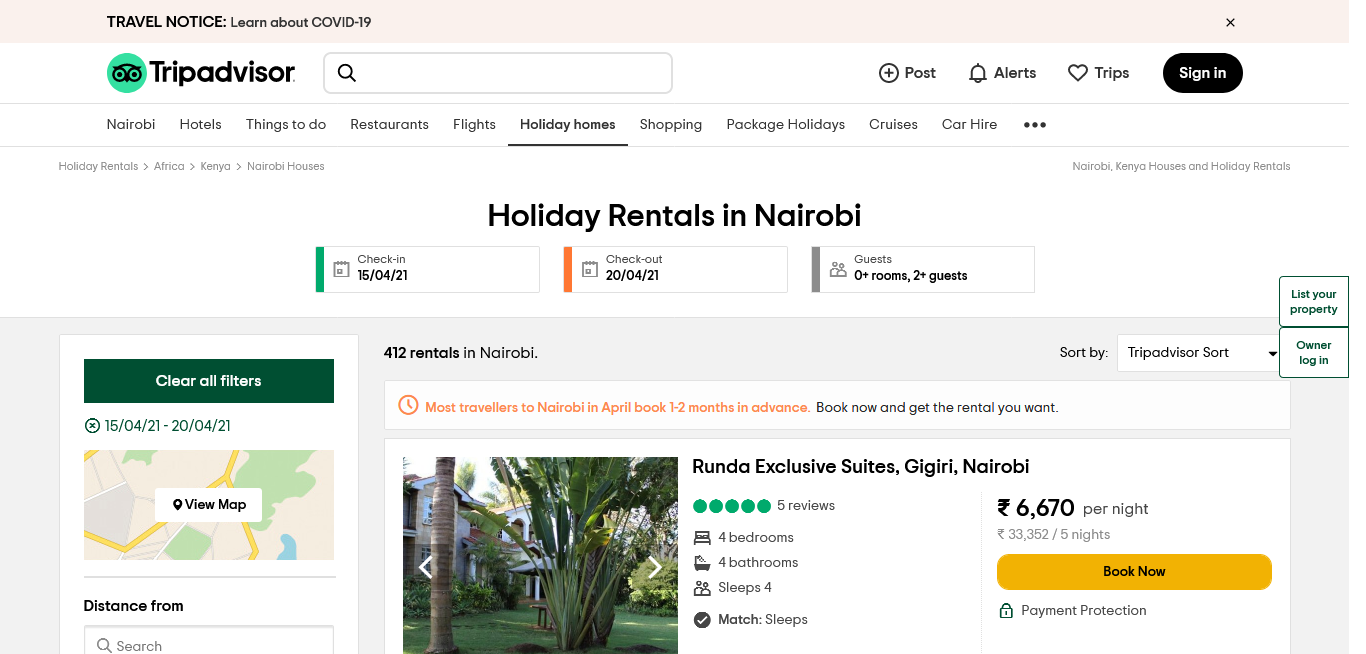 TRAVEL NOTICE: Learn about COVID-19
Tripadvisor
Post
Alerts
Trips
Sign in
Nairobi
Hotels
Things to do
Restaurants
Flights
Holiday homes
Shopping
Package Holidays
Cruises
Car Hire
Holiday Rentals > Africa > Kenya > Nairobi Houses
Nairobi, Kenya Houses and Holiday Rentals
Holiday Rentals in Nairobi
Check-in
15/04/21
Check-out
20/04/21
Guests
0+ rooms, 2+ guests
List your
property
Owner
log in
Clear all filters
15/04/21 - 20/04/21
View Map
Distance from
Search
412 rentals in Nairobi.
Sort by:
Tripadvisor Sort
Most travellers to Nairobi in April book 1-2 months in advance. Book now and get the rental you want.
Runda Exclusive Suites, Gigiri, Nairobi
5 reviews
4 bedrooms
4 bathrooms
Sleeps 4
Match: Sleeps
₹ 6,670 per night
₹ 33,352 / 5 nights
Book Now
Payment Protection